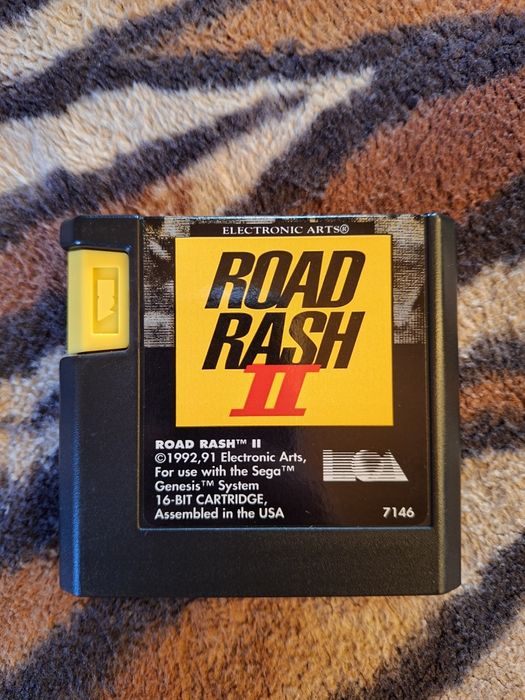 ELECTRONIC ARTS®
ROAD
RASH
II
ROAD RASH™ II
©1992,91 Electronic Arts,
For use with the Sega™
Genesis™ System
16-BIT CARTRIDGE,
Assembled in the USA
EA
7146